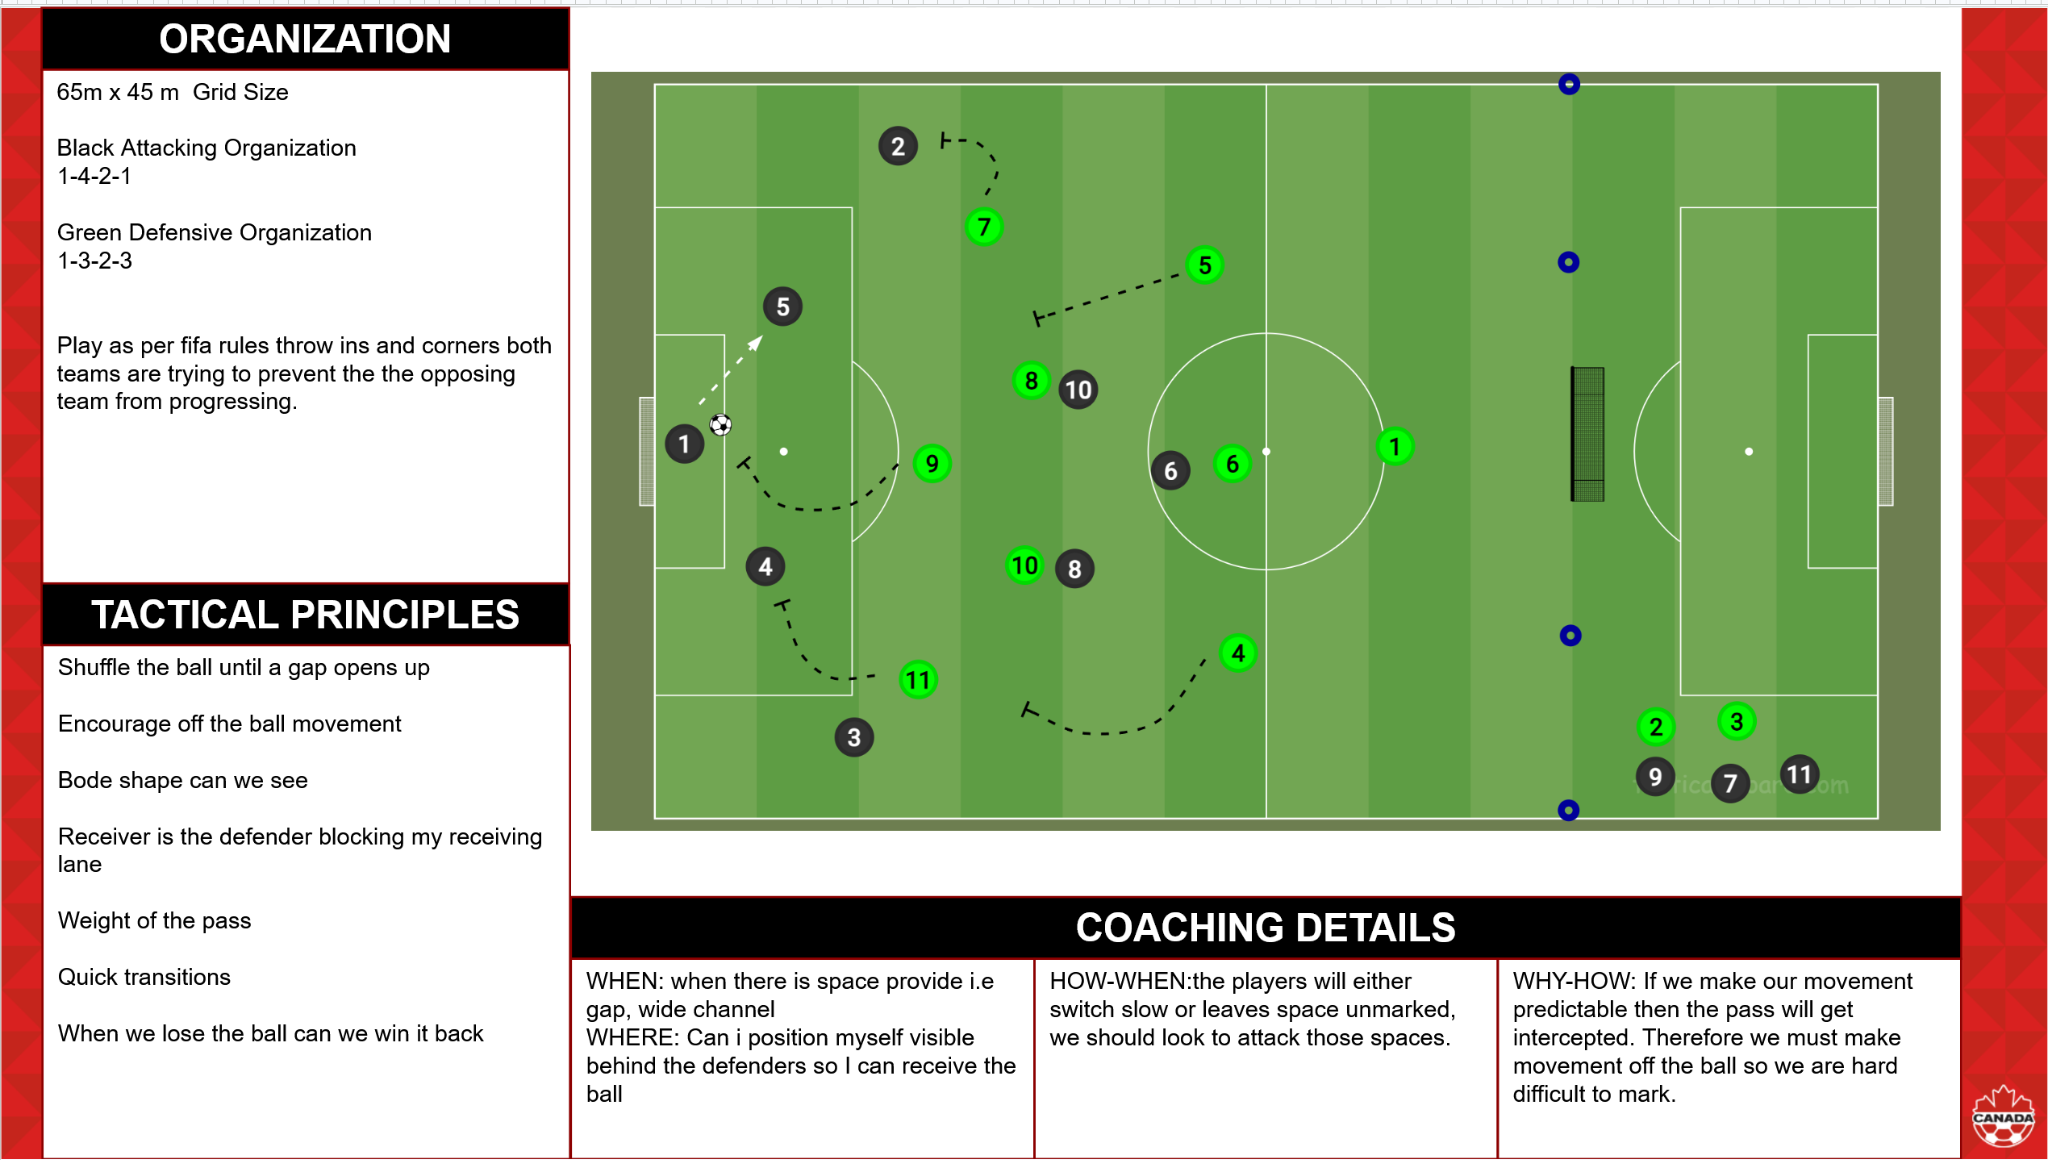 ORGANIZATION
65m x 45 m  Grid Size
Black Attacking Organization
1-4-2-1
Green Defensive Organization
1-3-2-3
Play as per fifa rules throw ins and corners both
teams are trying to prevent the the opposing
team from progressing.
TACTICAL PRINCIPLES
Shuffle the ball until a gap opens up
Encourage off the ball movement
Bode shape can we see
Receiver is the defender blocking my receiving
lane
Weight of the pass
Quick transitions
When we lose the ball can we win it back
2
7
5
5
8
10
1
9
6
6
1
4
10
8
11
4
3
2
3
9
7
11
COACHING DETAILS
WHEN: when there is space provide i.e
gap, wide channel
WHERE: Can i position myself visible
behind the defenders so I can receive the
ball
HOW-WHEN:the players will either
switch slow or leaves space unmarked,
we should look to attack those spaces.
WHY-HOW: If we make our movement
predictable then the pass will get
intercepted. Therefore we must make
movement off the ball so we are hard
difficult to mark.
CANADA